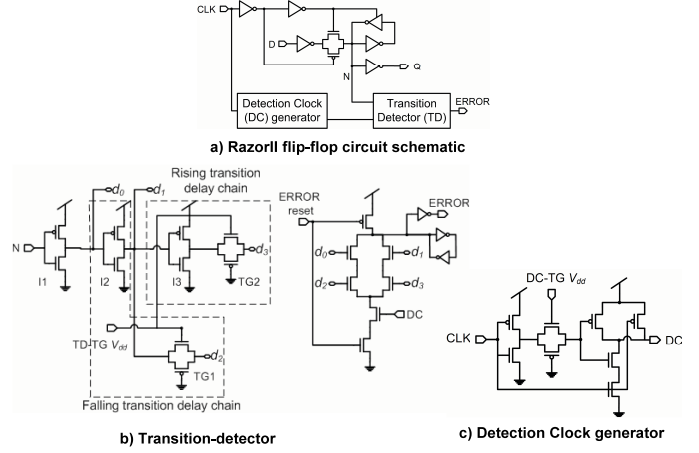 CLK
D
N
Q
Detection Clock
(DC) generator
Transition
Detector (TD)
ERROR
a) RazorII flip-flop circuit schematic
d0
d1
Rising transition
delay chain
N
I1
I2
I3
d3
TG2
TD-TG Vdd
d2
TG1
Falling transition delay chain
b) Transition-detector
ERROR
reset
ERROR
d0
d1
d2
d3
DC
DC-TG Vdd
CLK
DC
c) Detection Clock generator